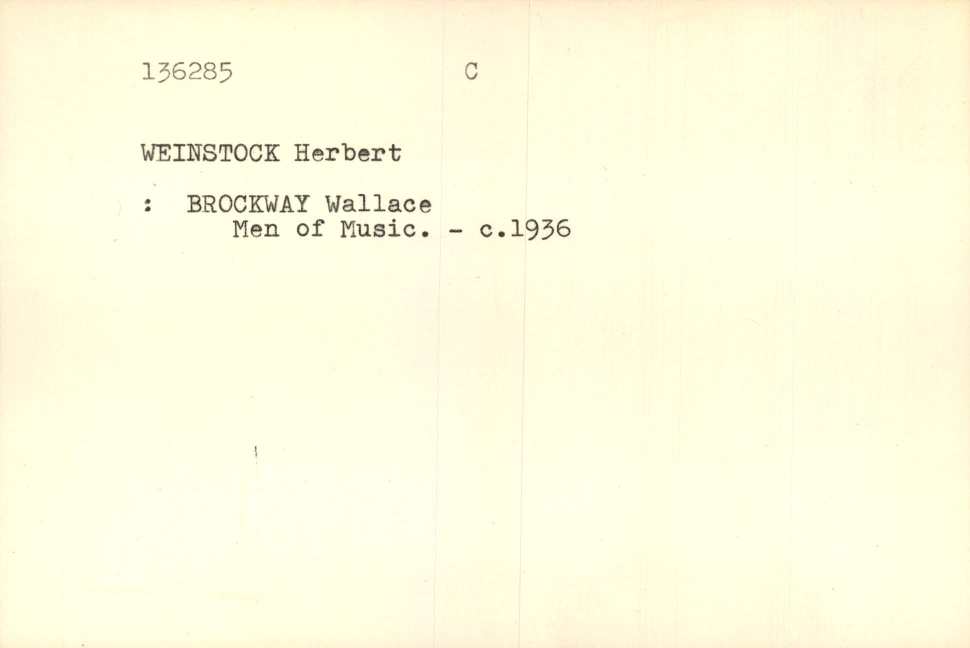 136285 C
WEINSTOCK Herbert
: BROCKWAY Wallace
Men of Music. - c.1936